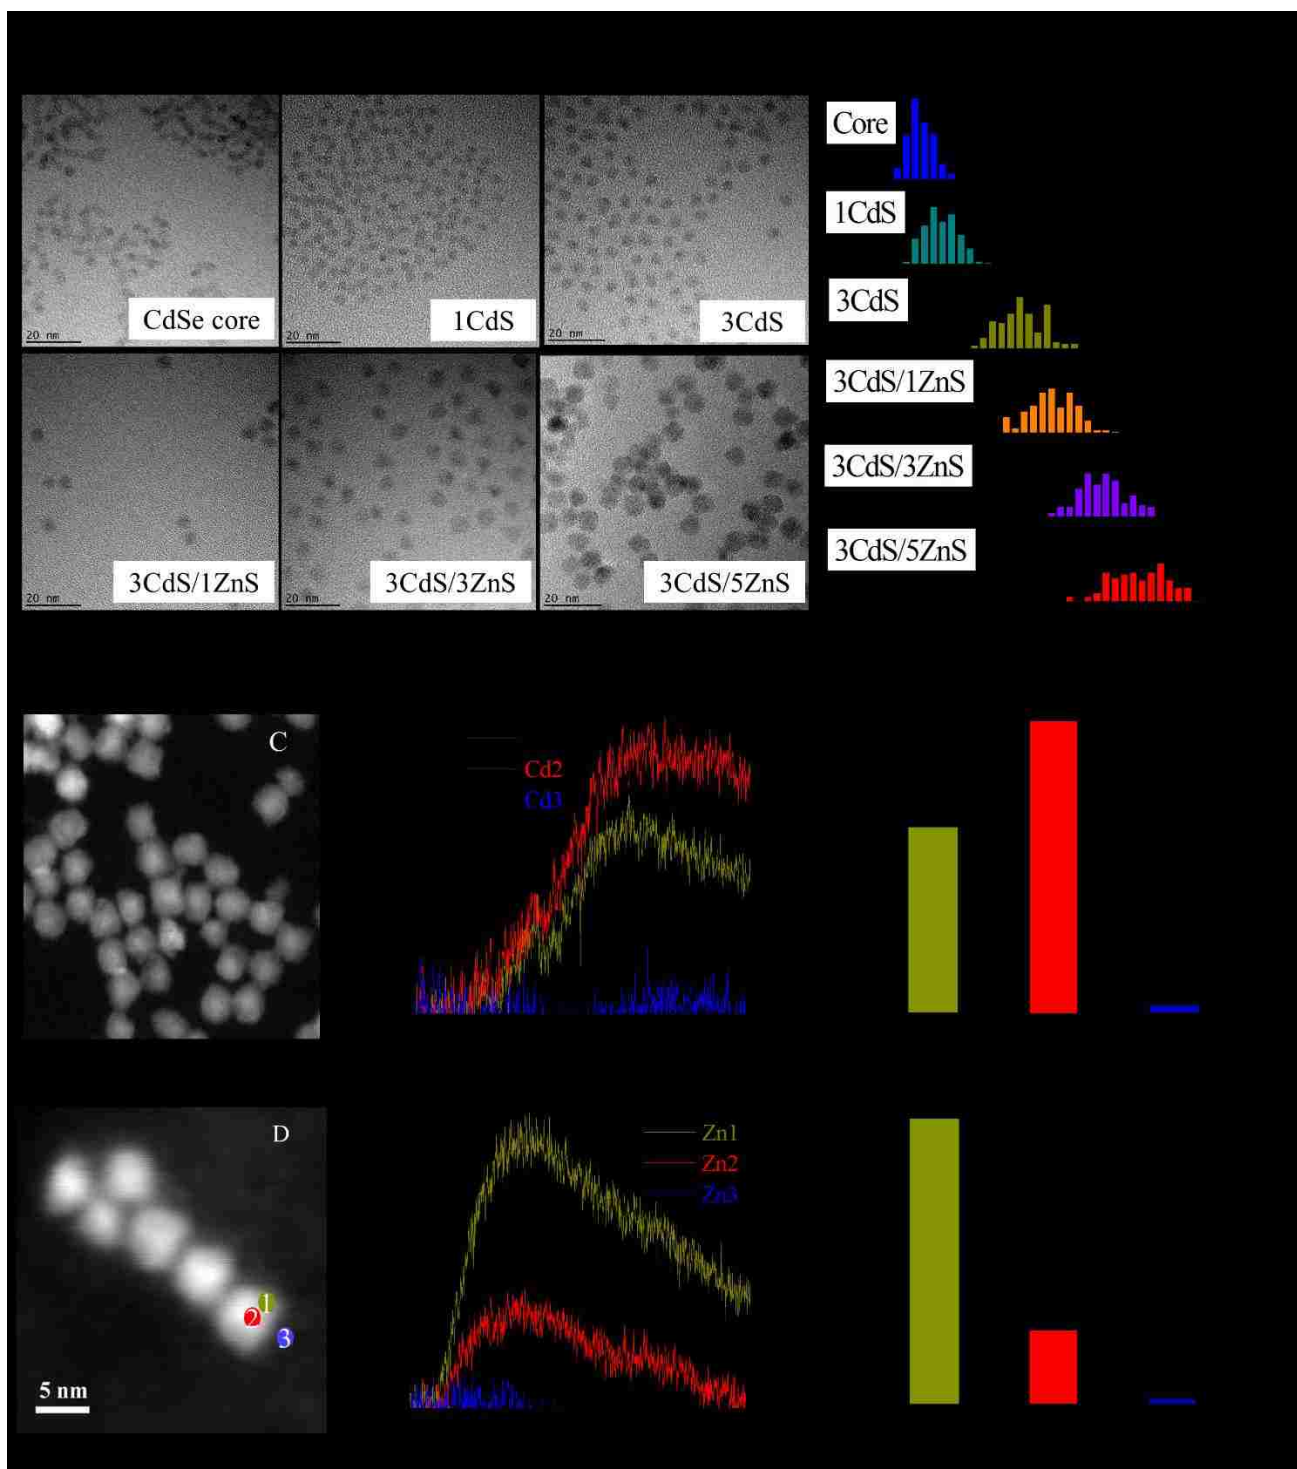 CdSe core
20 nm
1CdS
20 nm
3CdS
20 nm
3CdS/1ZnS
20 nm
3CdS/3ZnS
20 nm
3CdS/5ZnS
20 nm
Core
1CdS
3CdS
3CdS/1ZnS
3CdS/3ZnS
3CdS/5ZnS
C
Cd2
Cd3
D
1
2
3
5 nm
Zn1
Zn2
Zn3